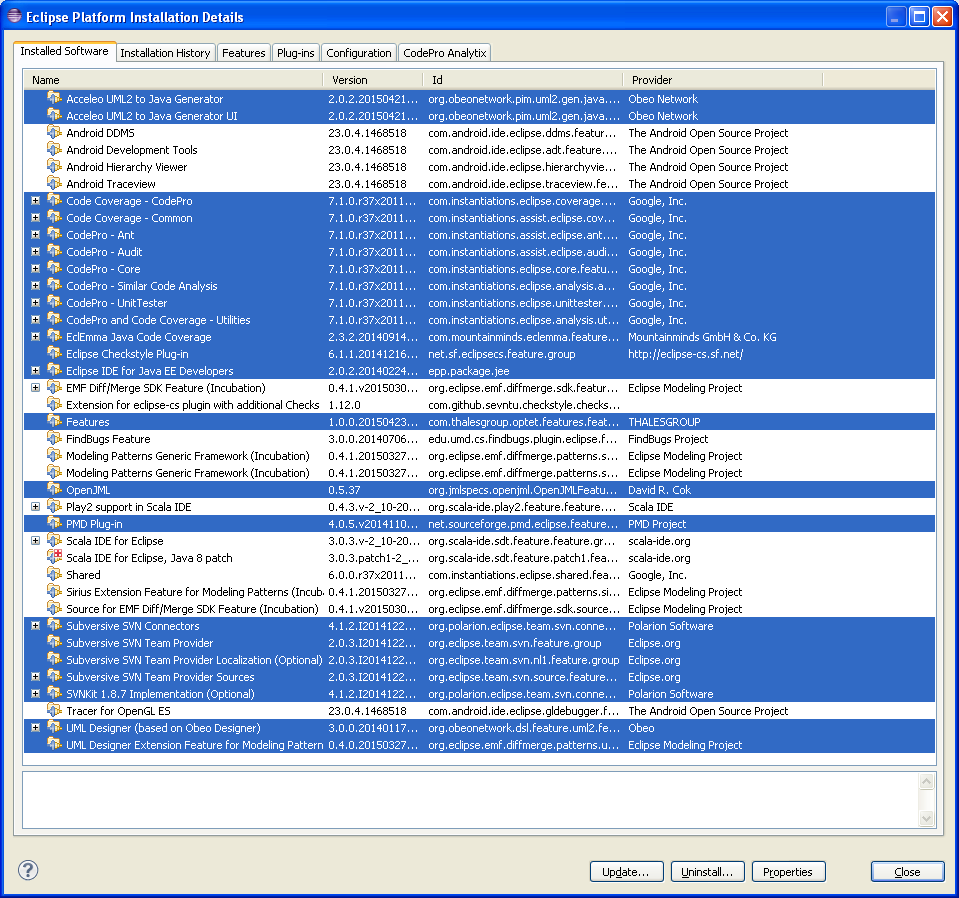 Eclipse Platform Installation Details
Installed Software Installation History Features Plug-ins Configuration CodePro Analytix
Name Version Id Provider
Acceleo UML2 to Java Generator 2.0.2.20150421... org.obeonetwork.pim.uml2.gen.java.... Obeo Network
Acceleo UML2 to Java Generator UI 2.0.2.20150421... org.obeonetwork.pim.uml2.gen.java.... Obeo Network
Android DDMS 23.0.4.1468518 com.android.ide.eclipse.ddms.featur... The Android Open Source Project
Android Development Tools 23.0.4.1468518 com.android.ide.eclipse.adt.feature.... The Android Open Source Project
Android Hierarchy Viewer 23.0.4.1468518 com.android.ide.eclipse.hierarchyvie... The Android Open Source Project
Android Traceview 23.0.4.1468518 com.android.ide.eclipse.traceview.fe... The Android Open Source Project
Code Coverage - CodePro 7.1.0.r37x2011... com.instantiations.eclipse.coverage.... Google, Inc.
Code Coverage - Common 7.1.0.r37x2011... com.instantiations.assist.eclipse.cov... Google, Inc.
CodePro - Ant 7.1.0.r37x2011... com.instantiations.assist.eclipse.ant.... Google, Inc.
CodePro - Audit 7.1.0.r37x2011... com.instantiations.assist.eclipse.audi... Google, Inc.
CodePro - Core 7.1.0.r37x2011... com.instantiations.eclipse.core.featu... Google, Inc.
CodePro - Similar Code Analysis 7.1.0.r37x2011... com.instantiations.eclipse.analysis.a... Google, Inc.
CodePro - UnitTester 7.1.0.r37x2011... com.instantiations.eclipse.unittester.... Google, Inc.
CodePro and Code Coverage - Utilities 7.1.0.r37x2011... com.instantiations.eclipse.analysis.ut... Google, Inc.
EclEmma Java Code Coverage 2.3.2.20140914... com.mountainminds.eclemma.feature... Mountainminds GmbH & Co. KG
Eclipse Checkstyle Plug-in 6.1.1.20141216... net.sf.eclipsecs.feature.group http://eclipse-cs.sf.net/
Eclipse IDE for Java EE Developers 2.0.2.20140224... epp.package.jee
EMF Diff/Merge SDK Feature (Incubation) 0.4.1.v2015030... org.eclipse.emf.diffmerge.sdk.featur... Eclipse Modeling Project
Extension for eclipse-cs plugin with additional Checks 1.12.0 com.github.sevntu.checkstyle.checks...
Features 1.0.0.20150423... com.thalesgroup.optet.features.feat... THALESGROUP
FindBugs Feature 3.0.0.20140706... edu.umd.cs.findbugs.plugin.eclipse.f... FindBugs Project
Modeling Patterns Generic Framework (Incubation) 0.4.1.201503​27... org.eclipse.emf.diffmerge.patterns.s... Eclipse Modeling Project
Modeling Patterns Generic Framework (Incubation) 0.4.1.20150327... org.eclipse.emf.diffmerge.patterns.s... Eclipse Modeling Project
OpenJML 0.5.37 org.jmlspecs.openjml.OpenJMLFeatu... David R. Cok
Play2 support in Scala IDE 0.4.3.v-2_10-20... org.scala-ide.play2.feature.feature.... Scala IDE
PMD Plug-in 4.0.5.v2014110... net.sourceforge.pmd.eclipse.feature... PMD Project
Scala IDE for Eclipse 3.0.3.v-2_10-20... org.scala-ide.sdt.feature.feature.gr... scala-ide.org
Scala IDE for Eclipse, Java 8 patch 3.0.3.patch1-2_... org.scala-ide.sdt.feature.patch1.fea... scala-ide.org
Shared 6.0.0.r37x2011... com.instantiations.eclipse.shared.fea... Google, Inc.
Sirius Extension Feature for Modeling Patterns (Incub. 0.4.1.20150327... org.eclipse.emf.diffmerge.patterns.si... Eclipse Modeling Project
Source for EMF Diff/Merge SDK Feature (Incubation) 0.4.1.v2015030... org.eclipse.emf.diffmerge.sdk.source... Eclipse Modeling Project
Subversive SVN Connectors 4.1.2.I2014122... org.polarion.eclipse.team.svn.conne... Polarion Software
Subversive SVN Team Provider 2.0.3.I2014122... org.eclipse.team.svn.feature.group Eclipse.org
Subversive SVN Team Provider Localization (Optional) 2.0.3.I2014122... org.eclipse.team.svn.nl1.feature.group Eclipse.org
Subversive SVN Team Provider Sources 2.0.3.I2014122... org.eclipse.team.svn.source.feature... Eclipse.org
SVNKit 1.8.7 Implementation (Optional) 4.1.2.I2014122... org.polarion.eclipse.team.svn.conne... Polarion Software
Tracer for OpenGL ES 23.0.4.1468518 com.android.ide.eclipse.gldebugger.f... The Android Open Source Project
UML Designer (based on Obeo Designer) 3.0.0.20140117... org.obeonetwork.dsl.feature.uml2.fe... Obeo
UML Designer Extension Feature for Modeling Pattern 0.4.0.20150327... org.eclipse.emf.diffmerge.patterns.u... Eclipse Modeling Project
? Update... Uninstall... Properties Close